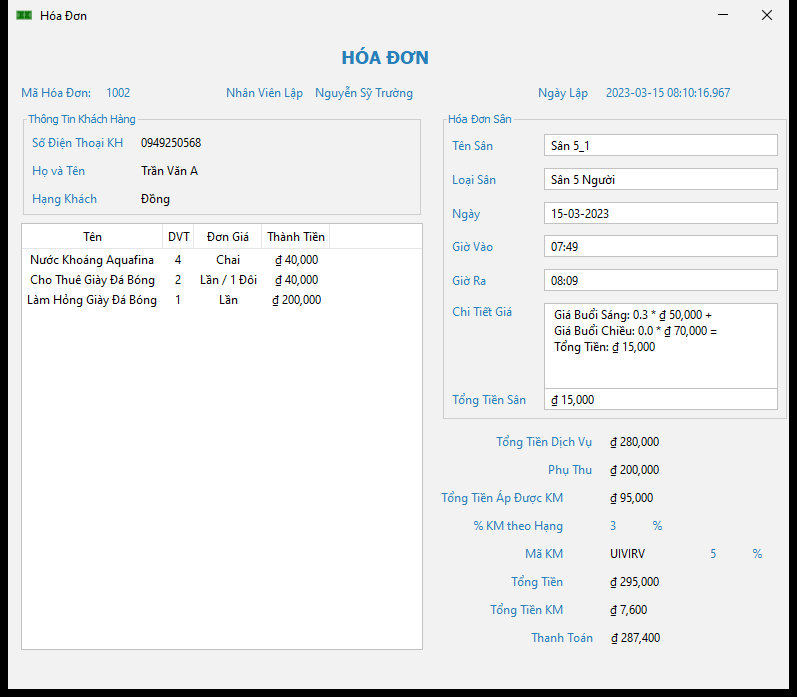 Hóa Đơn
HÓA ĐƠN
Mã Hóa Đơn: 1002 Nhân Viên Lập Nguyễn Sỹ Trường Ngày Lập 2023-03-15 08:10:16.967
Thông Tin Khách Hàng
Số Điện Thoại KH 0949250568
Họ và Tên Trần Văn A
Hạng Khách Đồng
Tên DVT Đơn Giá Thành Tiền
Nước Khoáng Aquafina 4 Chai ₫ 40,000
Cho Thuê Giày Đá Bóng 2 Lần / 1 Đôi ₫ 40,000
Làm Hỏng Giày Đá Bóng 1 Lần ₫ 200,000
Hóa Đơn Sân
Tên Sân Sân 5_1
Loại Sân Sân 5 Người
Ngày 15-03-2023
Giờ Vào 07:49
Giờ Ra 08:09
Chi Tiết Giá Giá Buổi Sáng: 0.3 * ₫ 50,000 +
Giá Buổi Chiều: 0.0 * ₫ 70,000 =
Tổng Tiền: ₫ 15,000
Tổng Tiền Sân ₫ 15,000
Tổng Tiền Dịch Vụ ₫ 280,000
Phụ Thu ₫ 200,000
Tổng Tiền Áp Được KM ₫ 95,000
% KM theo Hạng 3 %
Mã KM UIVIRV 5 %
Tổng Tiền ₫ 295,000
Tổng Tiền KM ₫ 7,600
Thanh Toán ₫ 287,400